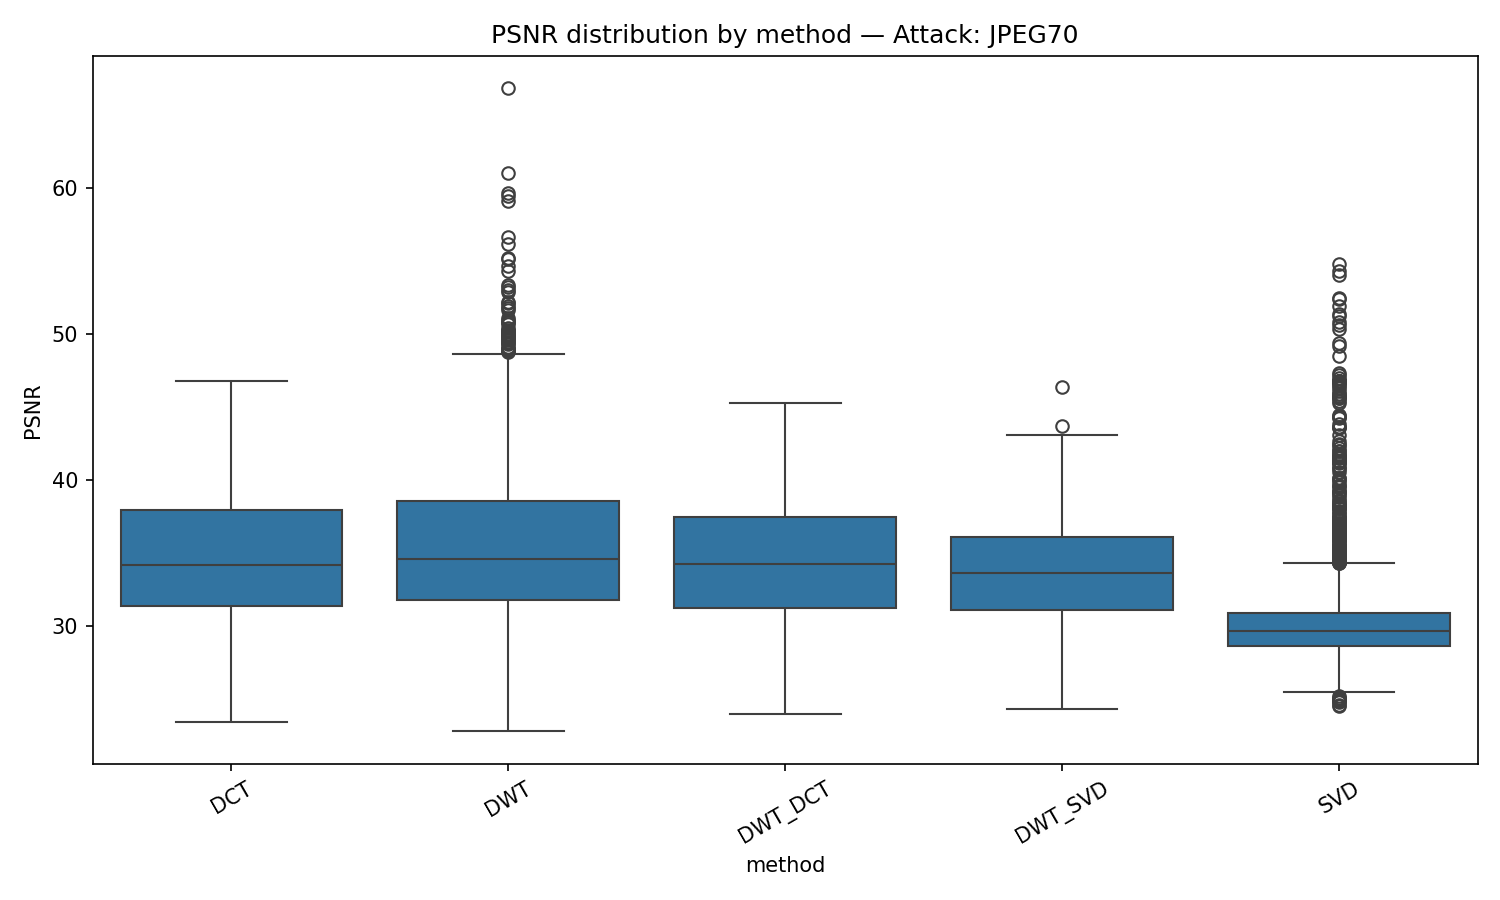 PSNR distribution by method — Attack: JPEG70
PSNR
60
50
40
30
DCT
DWT
DWT_DCT
DWT_SVD
SVD
method